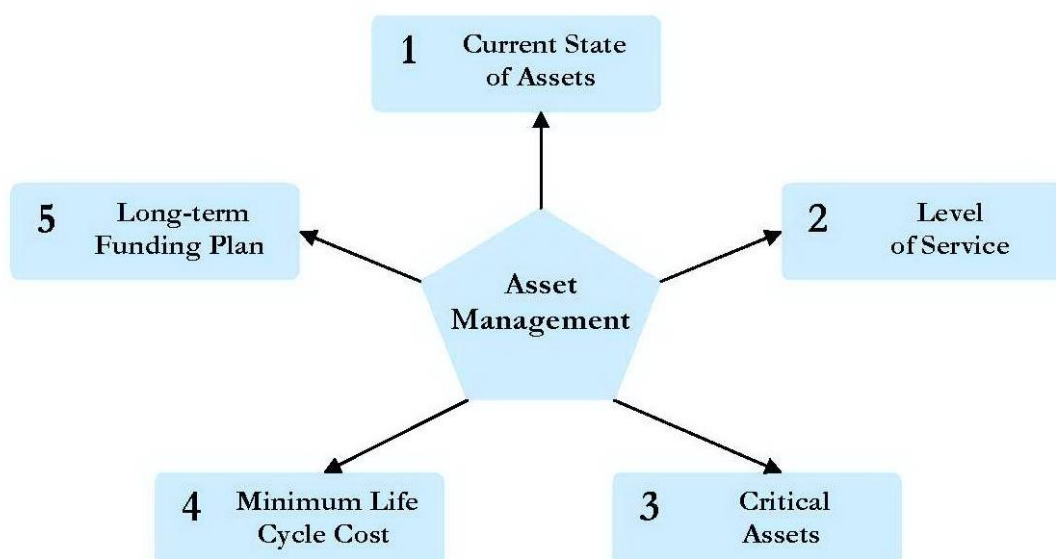 1 Current State
of Assets
5 Long-term
Funding Plan
2 Level
of Service
Asset
Management
4 Minimum Life
Cycle Cost
3 Critical
Assets